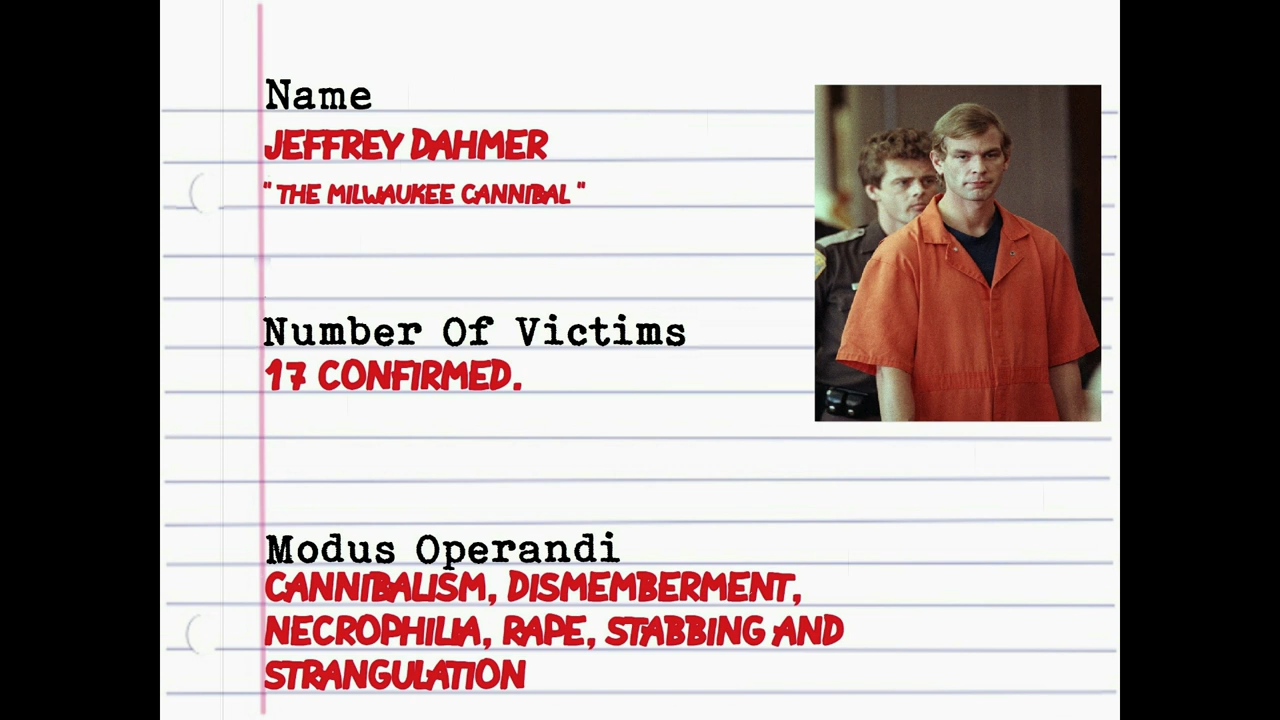 Name
JEFFREY DAHMER
"THE MILWAUKEE CANNIBAL"
Number Of Victims
17 CONFIRMED.
Modus Operandi
CANNIBALISM, DISMEMBERMENT,
NECROPHILIA, RAPE, STABBING AND
STRANGULATION